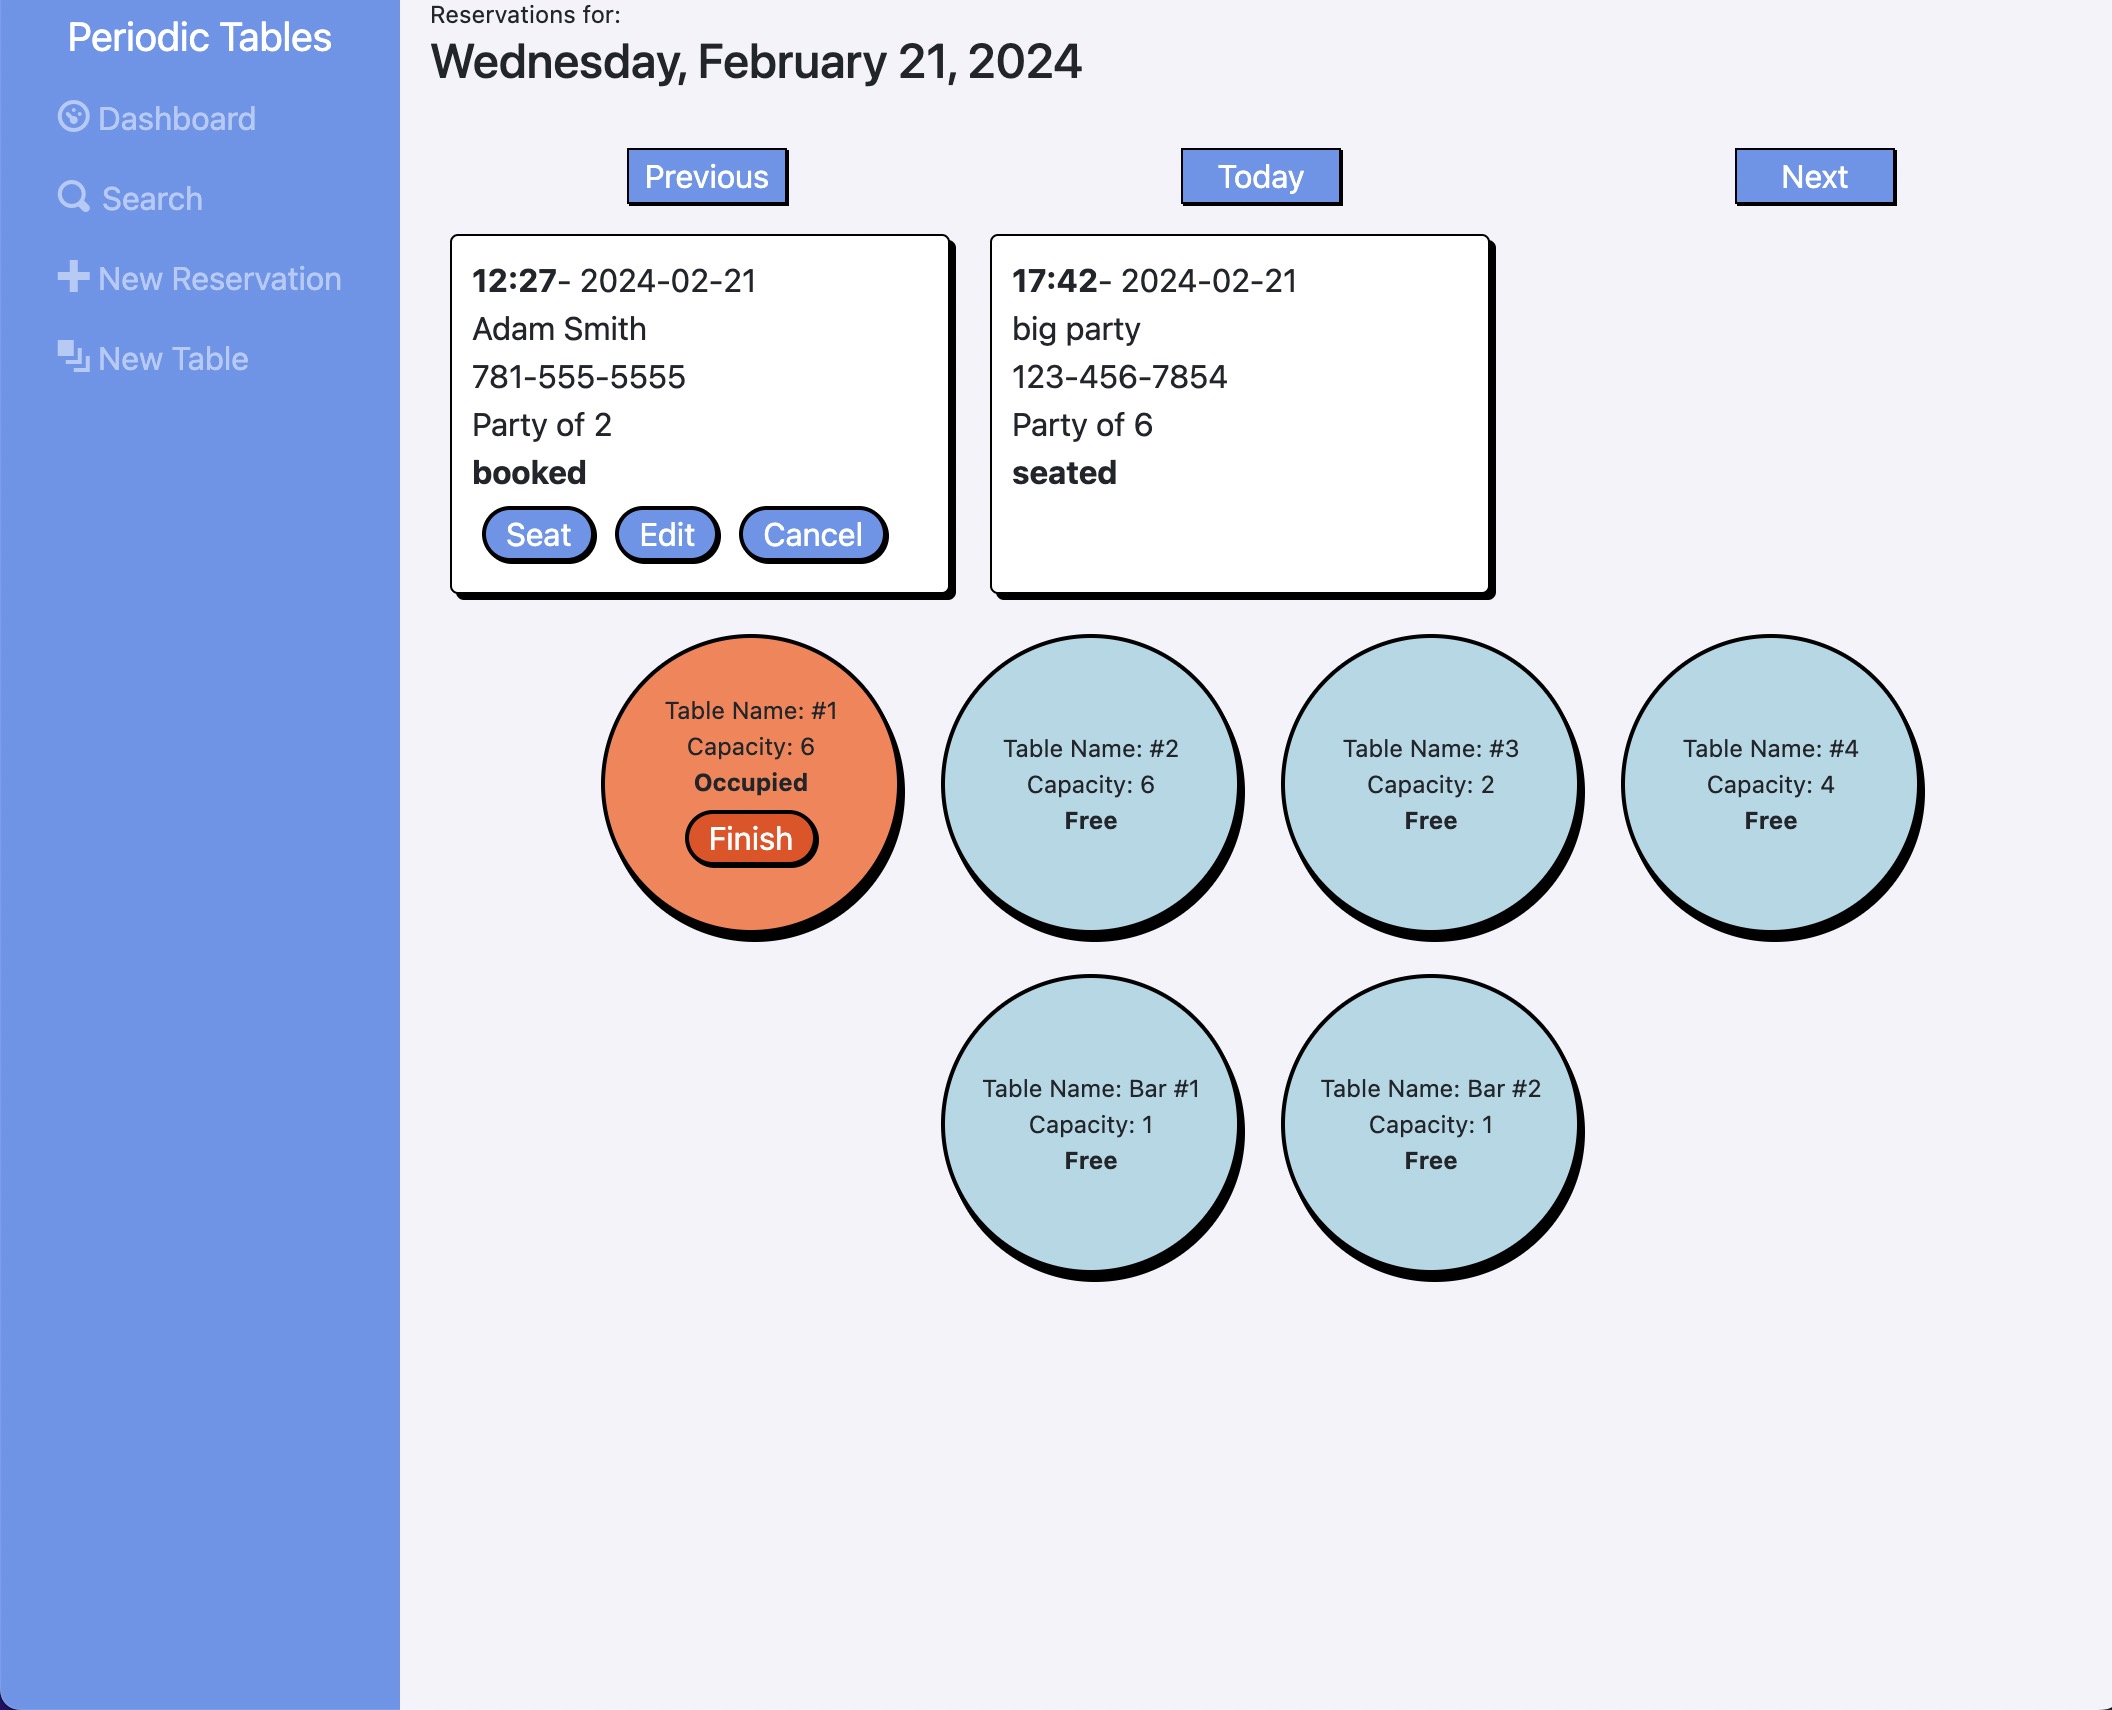 Periodic Tables
Dashboard
Search
New Reservation
New Table
Reservations for:
Wednesday, February 21, 2024
Previous
Today
Next
12:27- 2024-02-21
Adam Smith
781-555-5555
Party of 2
booked
Seat
Edit
Cancel
17:42- 2024-02-21
big party
123-456-7854
Party of 6
seated
Table Name: #1
Capacity: 6
Occupied
Finish
Table Name: #2
Capacity: 6
Free
Table Name: #3
Capacity: 2
Free
Table Name: #4
Capacity: 4
Free
Table Name: Bar #1
Capacity: 1
Free
Table Name: Bar #2
Capacity: 1
Free